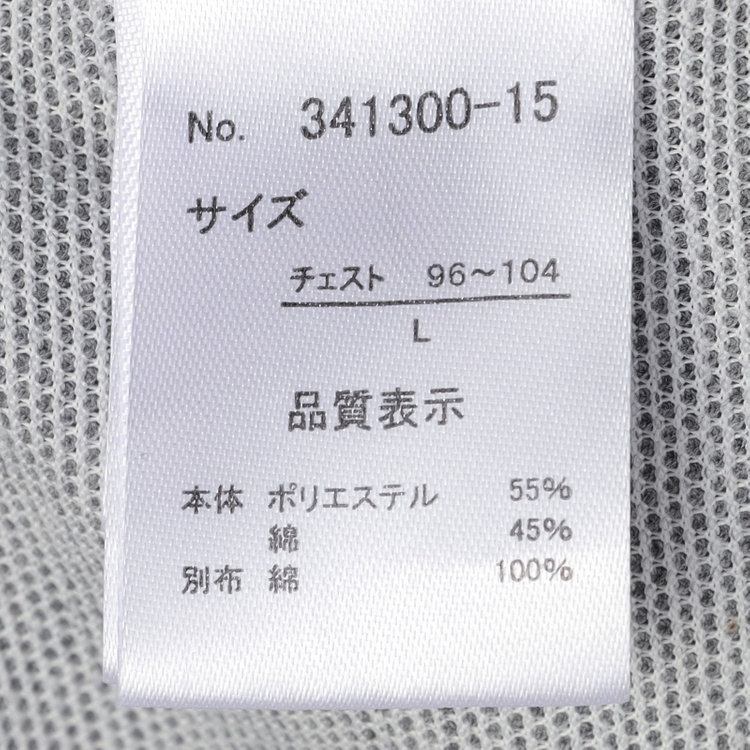 No. 341300-15
サイズ
チェスト 96～104
L
品質表示
本体 ポリエステル 55%
綿 45%
別布 綿 100%